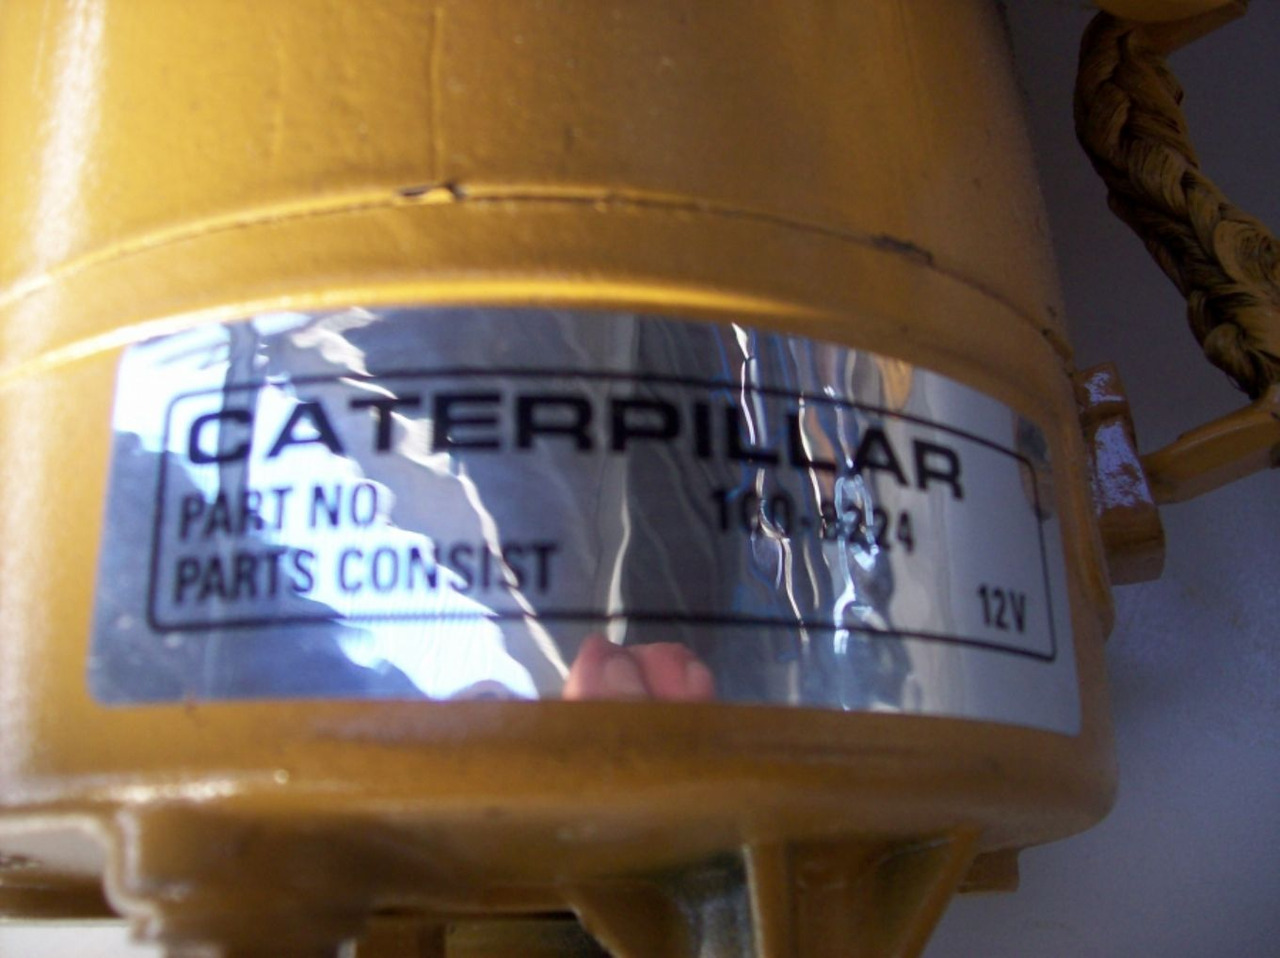 CATERPILLAR
PART NO
PARTS CONSIST
12V